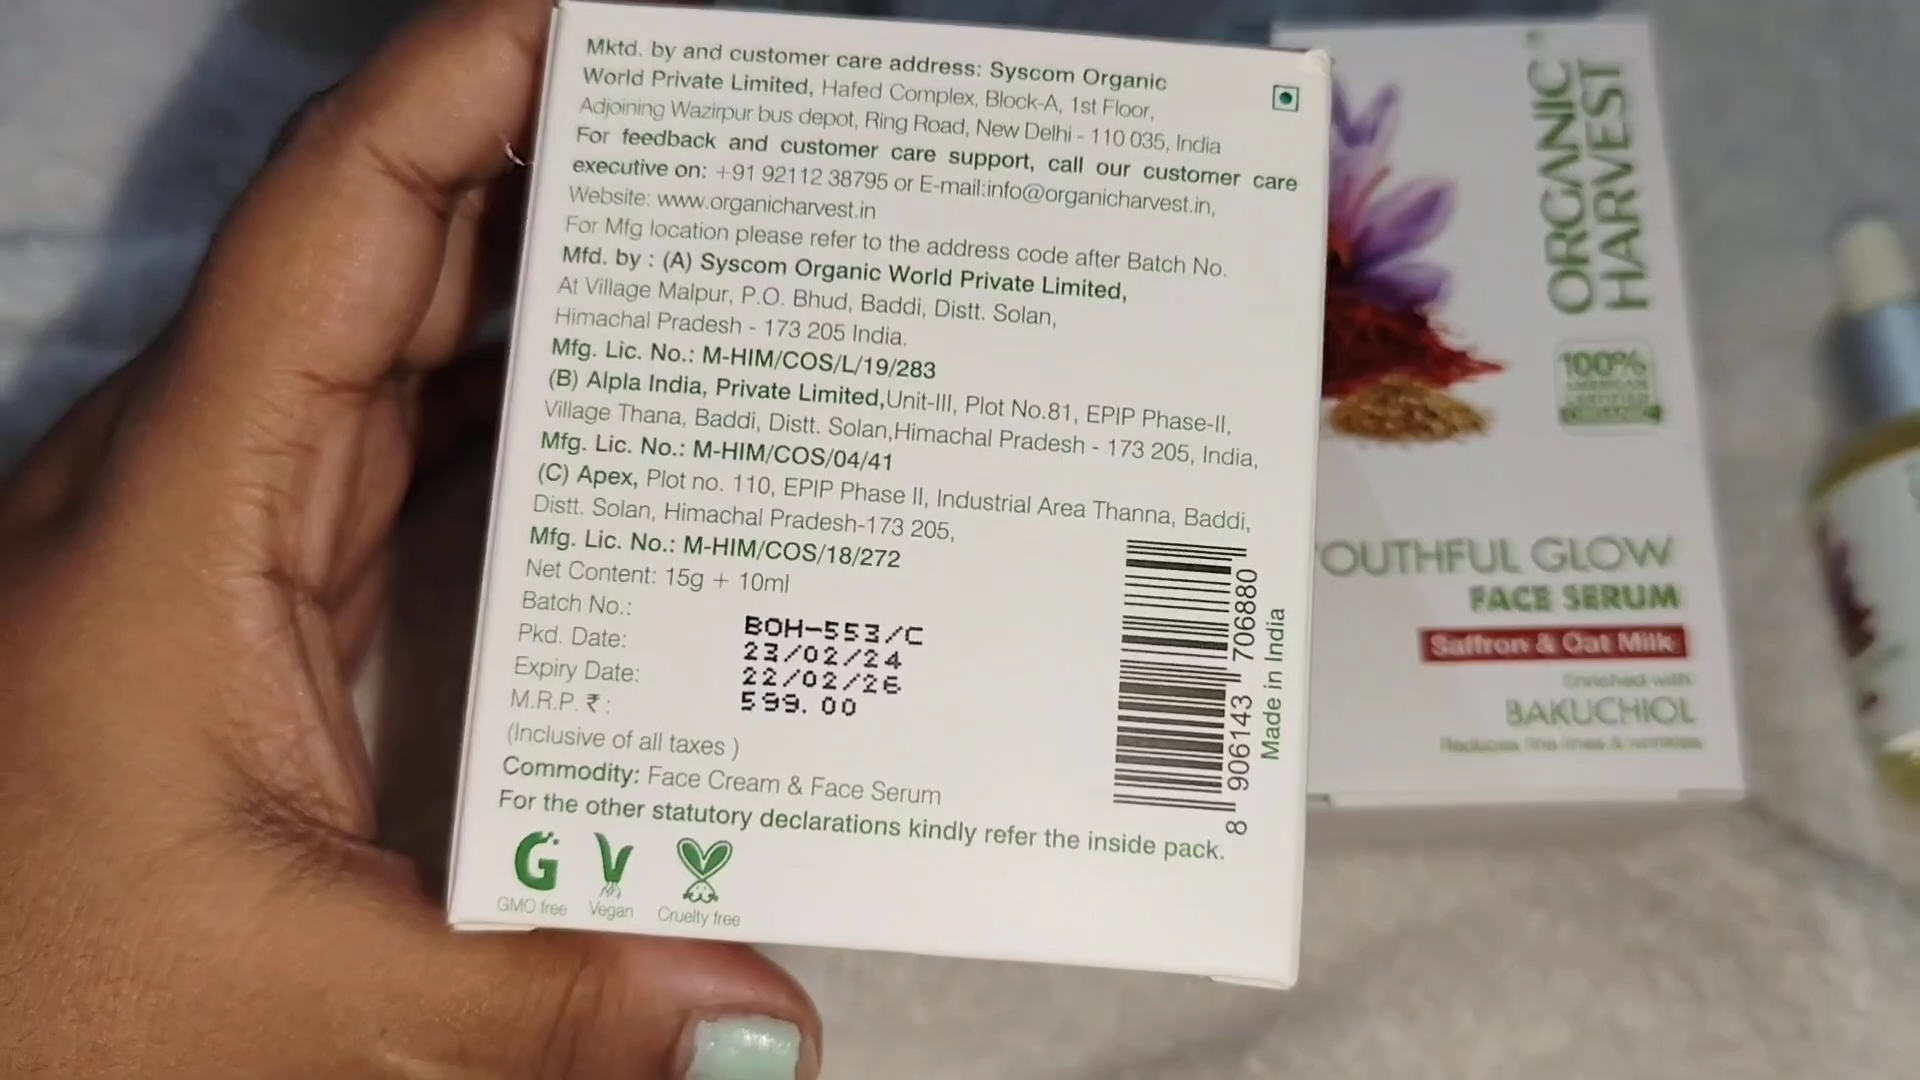 Mktd. by and customer care address: Syscom Organic
World Private Limited, Hafed Complex, Block-A, 1st Floor,
Adjoining Wazirpur bus depot, Ring Road, New Delhi - 110 035, India
For feedback and customer care support, call our customer care
executive on: +91 92112 38795 or E-mail:info@organicharvest.in,
Website: www.organicharvest.in
For Mfg location please refer to the address code after Batch No.
Mfd. by : (A) Syscom Organic World Private Limited,
At Village Malpur, P.O. Bhud, Baddi, Distt. Solan,
Himachal Pradesh - 173 205 India.
Mfg. Lic. No.: M-HIM/COS/L/19/283
(B) Alpla India, Private Limited,Unit-III, Plot No.81, EPIP Phase-II,
Village Thana, Baddi, Distt. Solan,Himachal Pradesh - 173 205, India,
Mfg. Lic. No.: M-HIM/COS/04/41
(C) Apex, Plot no. 110, EPIP Phase II, Industrial Area Thanna, Baddi,
Distt. Solan, Himachal Pradesh-173 205,
Mfg. Lic. No.: M-HIM/COS/18/272
Net Content: 15g + 10ml
Batch No.: BOH-553/C
Pkd. Date: 23/02/24
Expiry Date: 22/02/26
M.R.P. ₹ : 599.00
(Inclusive of all taxes )
Commodity: Face Cream & Face Serum
For the other statutory declarations kindly refer the inside pack.
GMO free
Vegan
Cruelty free
8 906143 706880
Made in India
ORGANIC
HARVEST
100%
AMERICAN
CERTIFIED
ORGANIC
OUTHFUL GLOW
FACE SERUM
Saffron & Oat Milk
Enriched with
BAKUCHIOL
Reduces fine lines & wrinkles